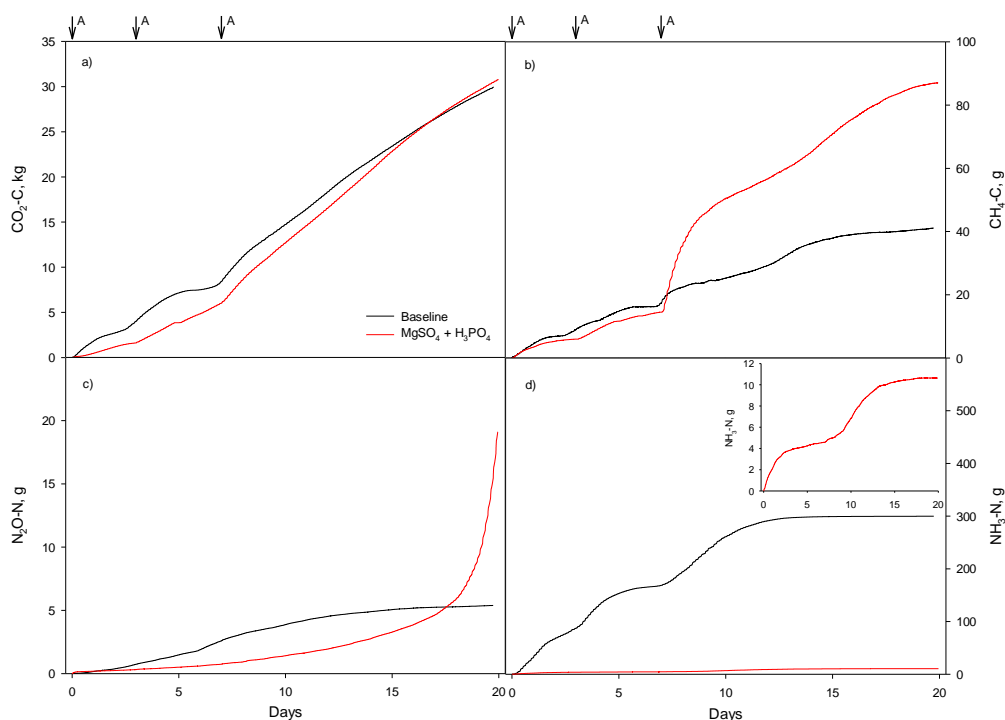 A A A A A A
35 100
a) b)
30
80
25
60
20
CO₂-C, kg CH₄-C, g
15
40
10
20
5
Baseline
MgSO₄ + H₃PO₄
0 0
c) d)
12
10
8
6
4
2
0
NH₃-N, g
0 5 10 15 20
20 500
15 400
N₂O-N, g NH₃-N, g
300
10
200
5
100
0 0
0 5 10 15 20 0 5 10 15 20
Days Days